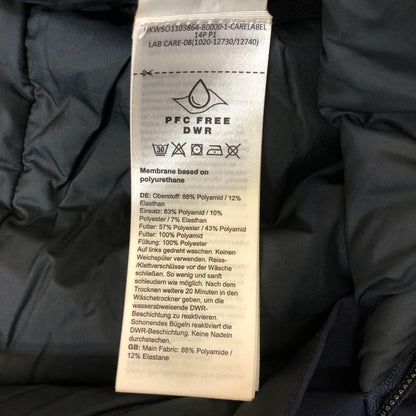 KWSO1103864-80000-1-CARELABEL
14P P1
LAB CARE-08(1020-12730/12740)
PFC FREE
DWR
30
Membrane based on
polyurethane
DE: Oberstoff: 88% Polyamid / 12%
Elasthan
Einsatz: 83% Polyamid / 10%
Polyester / 7% Elasthan
Futter: 57% Polyester / 43% Polyamid
Futter: 100% Polyamid
Füllung: 100% Polyester
Auf links gedreht waschen. Keinen
Weichspüler verwenden. Reiss-
/Klettverschlüsse vor der Wäsche
schließen. So wenig und sanft
schleudern wie möglich. Nach dem
Trocknen weitere 20 Minuten in den
Wäschetrockner geben, um die
wasserabweisende DWR-
Beschichtung zu reaktivieren.
Schonendes Bügeln reaktiviert die
DWR-Beschichtung. Keine Nadeln
durchstechen.
GB: Main Fabric: 88% Polyamide /
12% Elastane